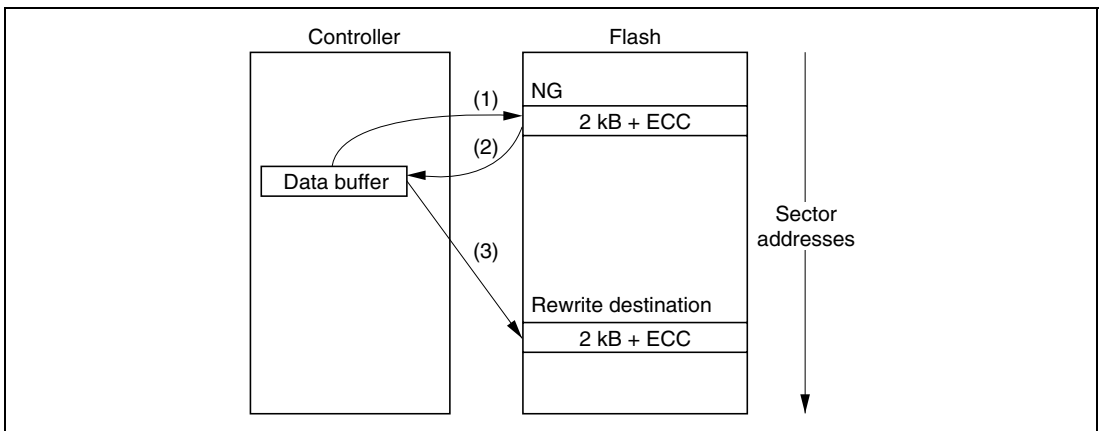 Controller
Flash
NG
(1)
2 kB + ECC
(2)
Data buffer
Sector
addresses
(3)
Rewrite destination
2 kB + ECC